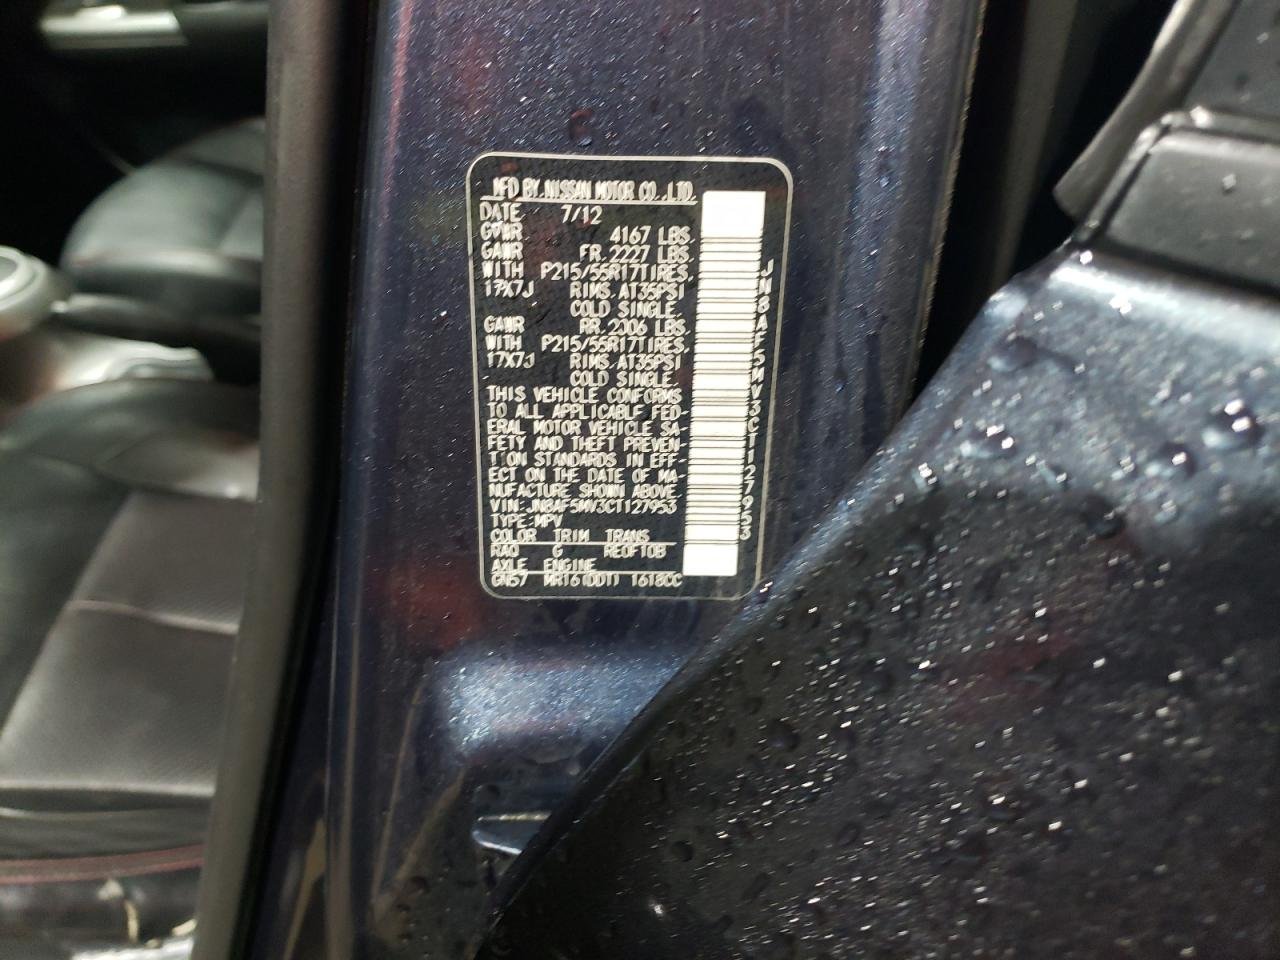 MFD BY NISSAN MOTOR CO.,LTD.
DATE 7/12
GVWR 4167 LBS.
GAWR FR. 2227 LBS.
WITH P215/55R17TIRES,
17X7J RIMS, AT35PSI
COLD SINGLE.
GAWR RR. 2306 LBS.
WITH P215/55R17TIRES,
17X7J RIMS, AT35PSI
COLD SINGLE.
THIS VEHICLE CONFORMS
TO ALL APPLICABLE FED-
ERAL MOTOR VEHICLE SA-
FETY AND THEFT PREVEN-
TION STANDARDS IN EFF-
ECT ON THE DATE OF MA-
NUFACTURE SHOWN ABOVE.
VIN:JN8AF5MV3CT127953
TYPE:MPV
COLOR TRIM TRANS
RAQ G RE0F10B
AXLE ENGINE
GN57 MR16(DDT) 1618CC
JN8AF5MV3CT127953